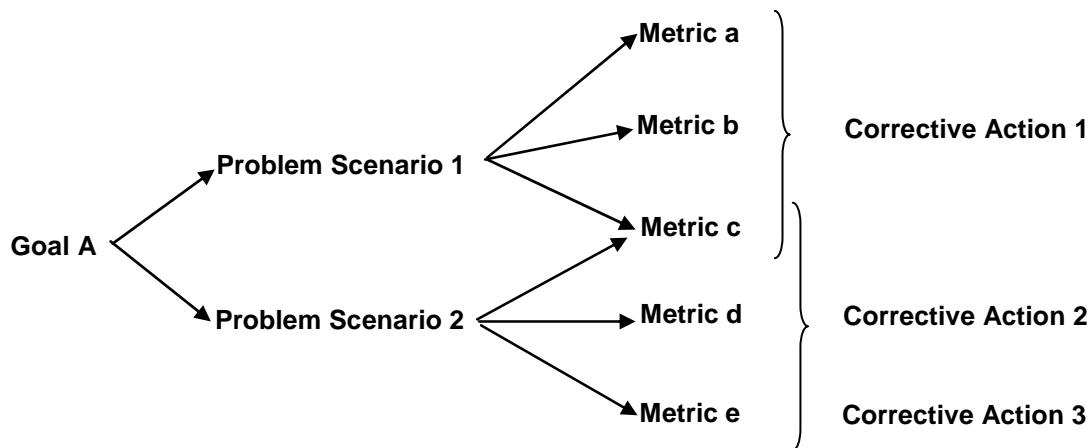 Metric a
Metric b
Corrective Action 1
Problem Scenario 1
Metric c
Goal A
Problem Scenario 2
Metric d
Corrective Action 2
Metric e
Corrective Action 3